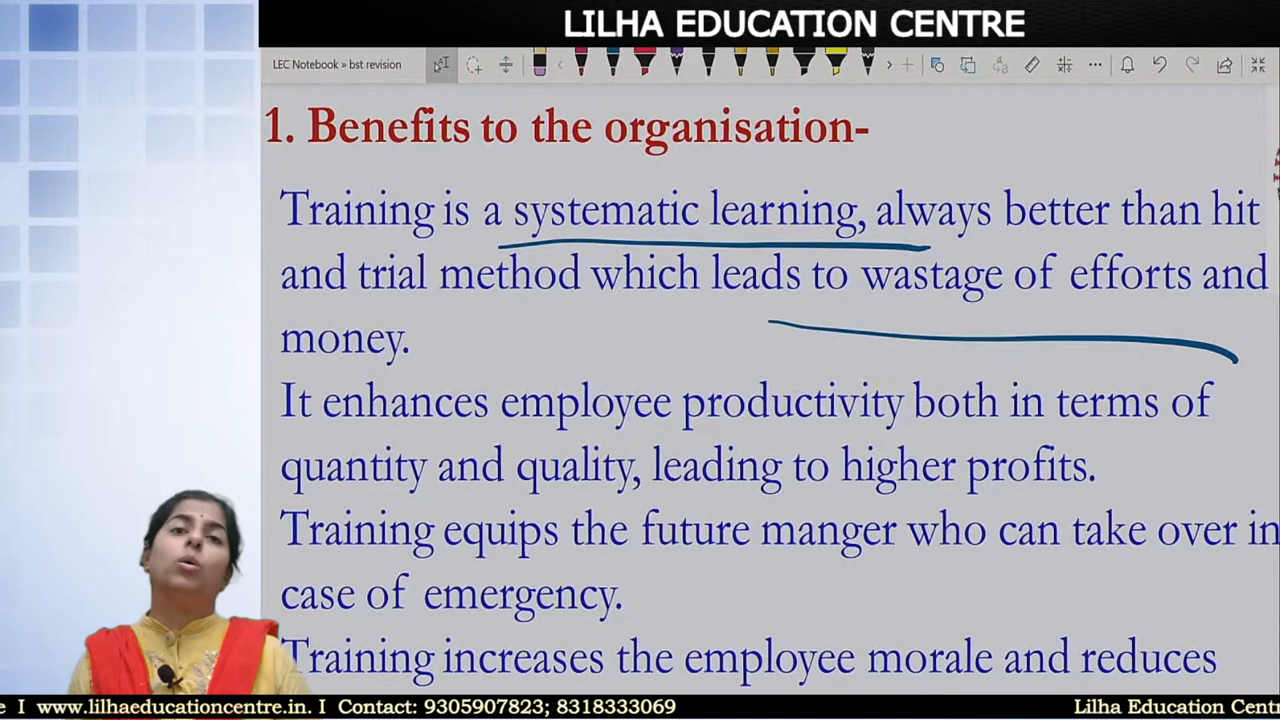 LILHA EDUCATION CENTRE
LEC Notebook » bst revision
1. Benefits to the organisation-
Training is a systematic learning, always better than hit
and trial method which leads to wastage of efforts and
money.
It enhances employee productivity both in terms of
quantity and quality, leading to higher profits.
Training equips the future manger who can take over in
case of emergency.
Training increases the employee morale and reduces
I www.lilhaeducationcentre.in. I Contact: 9305907823; 8318333069
Lilha Education